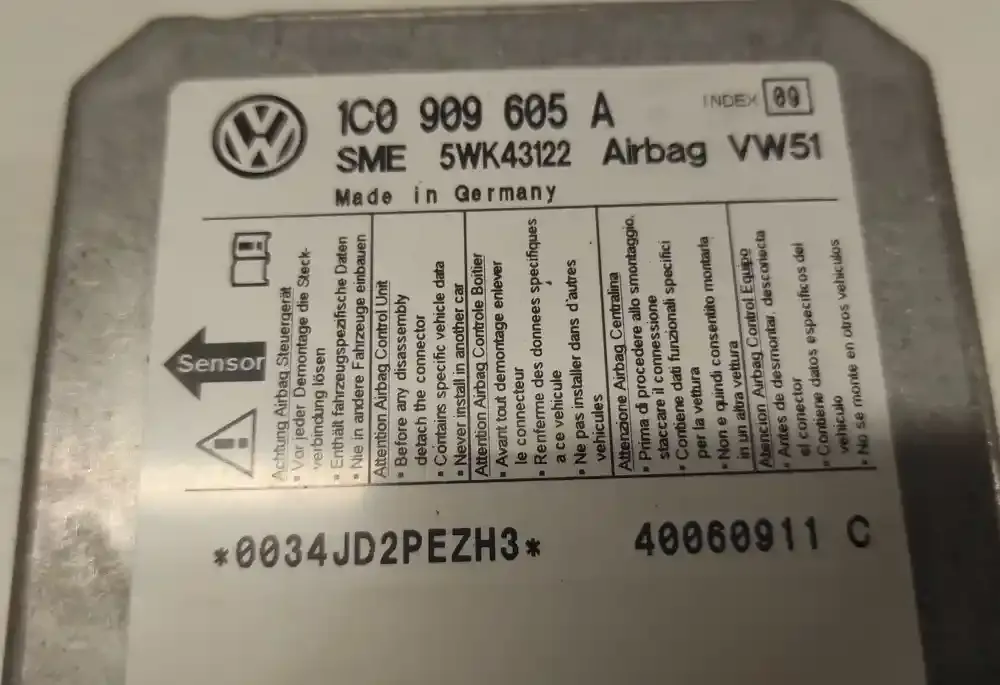 1C0 909 605 A
INDEX 09
SME 5WK43122 Airbag VW51
Made in Germany
Sensor
Achtung Airbag Steuergerät
▪ Vor jeder Demontage die Steck-
verbindung lösen
▪ Enthält fahrzeugspezifische Daten
▪ Nie in andere Fahrzeuge einbauen
Attention Airbag Control Unit
▪ Before any disassembly
detach the connector
▪ Contains specific vehicle data
▪ Never install in another car
Attention Airbag Controle Boitier
▪ Avant tout demontage enlever
le connecteur
▪ Renferme des donnees specifiques
a ce vehicule
▪ Ne pas installer dans d'autres
vehicules
Attenzione Airbag Centralina
▪ Prima di procedere allo smontaggio,
staccare il connessione
▪ Contiene dati funzionali specifici
per la vettura
▪ Non e quindi consentito montarla
in un altra vettura
Atencion Airbag Control Equipo
▪ Antes de desmontar, desconecta
el conector
▪ Contiene datos especificos del
vehiculo
▪ No se monte en otros vehiculos
*0034JD2PEZH3* 40060911 C